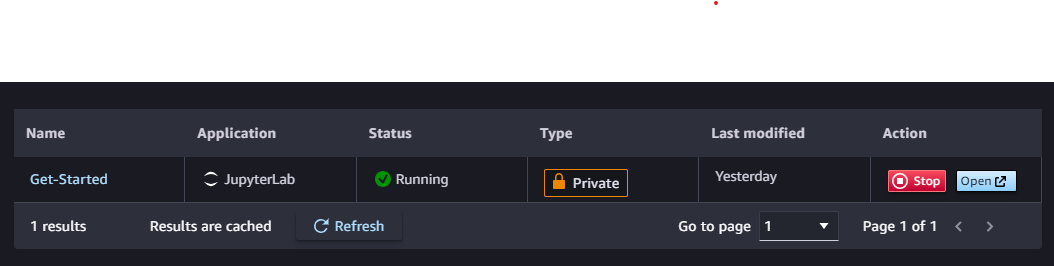 Name Application Status Type Last modified Action
Get-Started JupyterLab Running Private Yesterday Stop Open
1 results Results are cached Refresh Go to page 1 Page 1 of 1